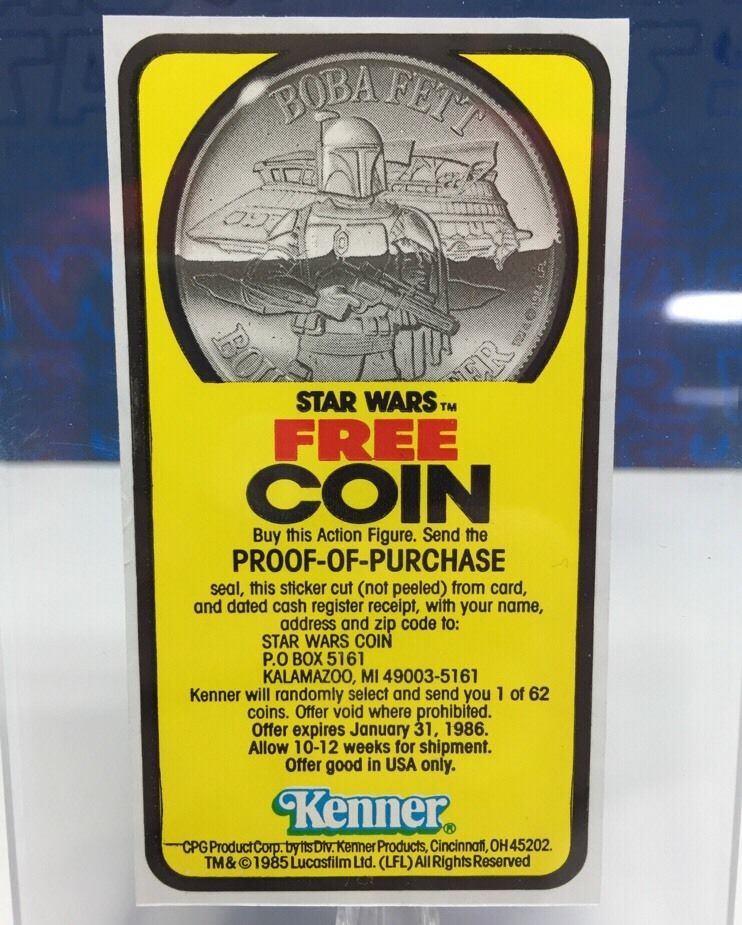 BOBA FETT
TM & © 1984 LFL
STAR WARS TM
FREE
COIN
Buy this Action Figure. Send the
PROOF-OF-PURCHASE
seal, this sticker cut (not peeled) from card,
and dated cash register receipt, with your name,
address and zip code to:
STAR WARS COIN
P.O BOX 5161
KALAMAZOO, MI 49003-5161
Kenner will randomly select and send you 1 of 62
coins. Offer void where prohibited.
Offer expires January 31, 1986.
Allow 10-12 weeks for shipment.
Offer good in USA only.
Kenner®
CPG Product Corp. by its Div. Kenner Products, Cincinnati, OH 45202.
TM & © 1985 Lucasfilm Ltd. (LFL) All Rights Reserved